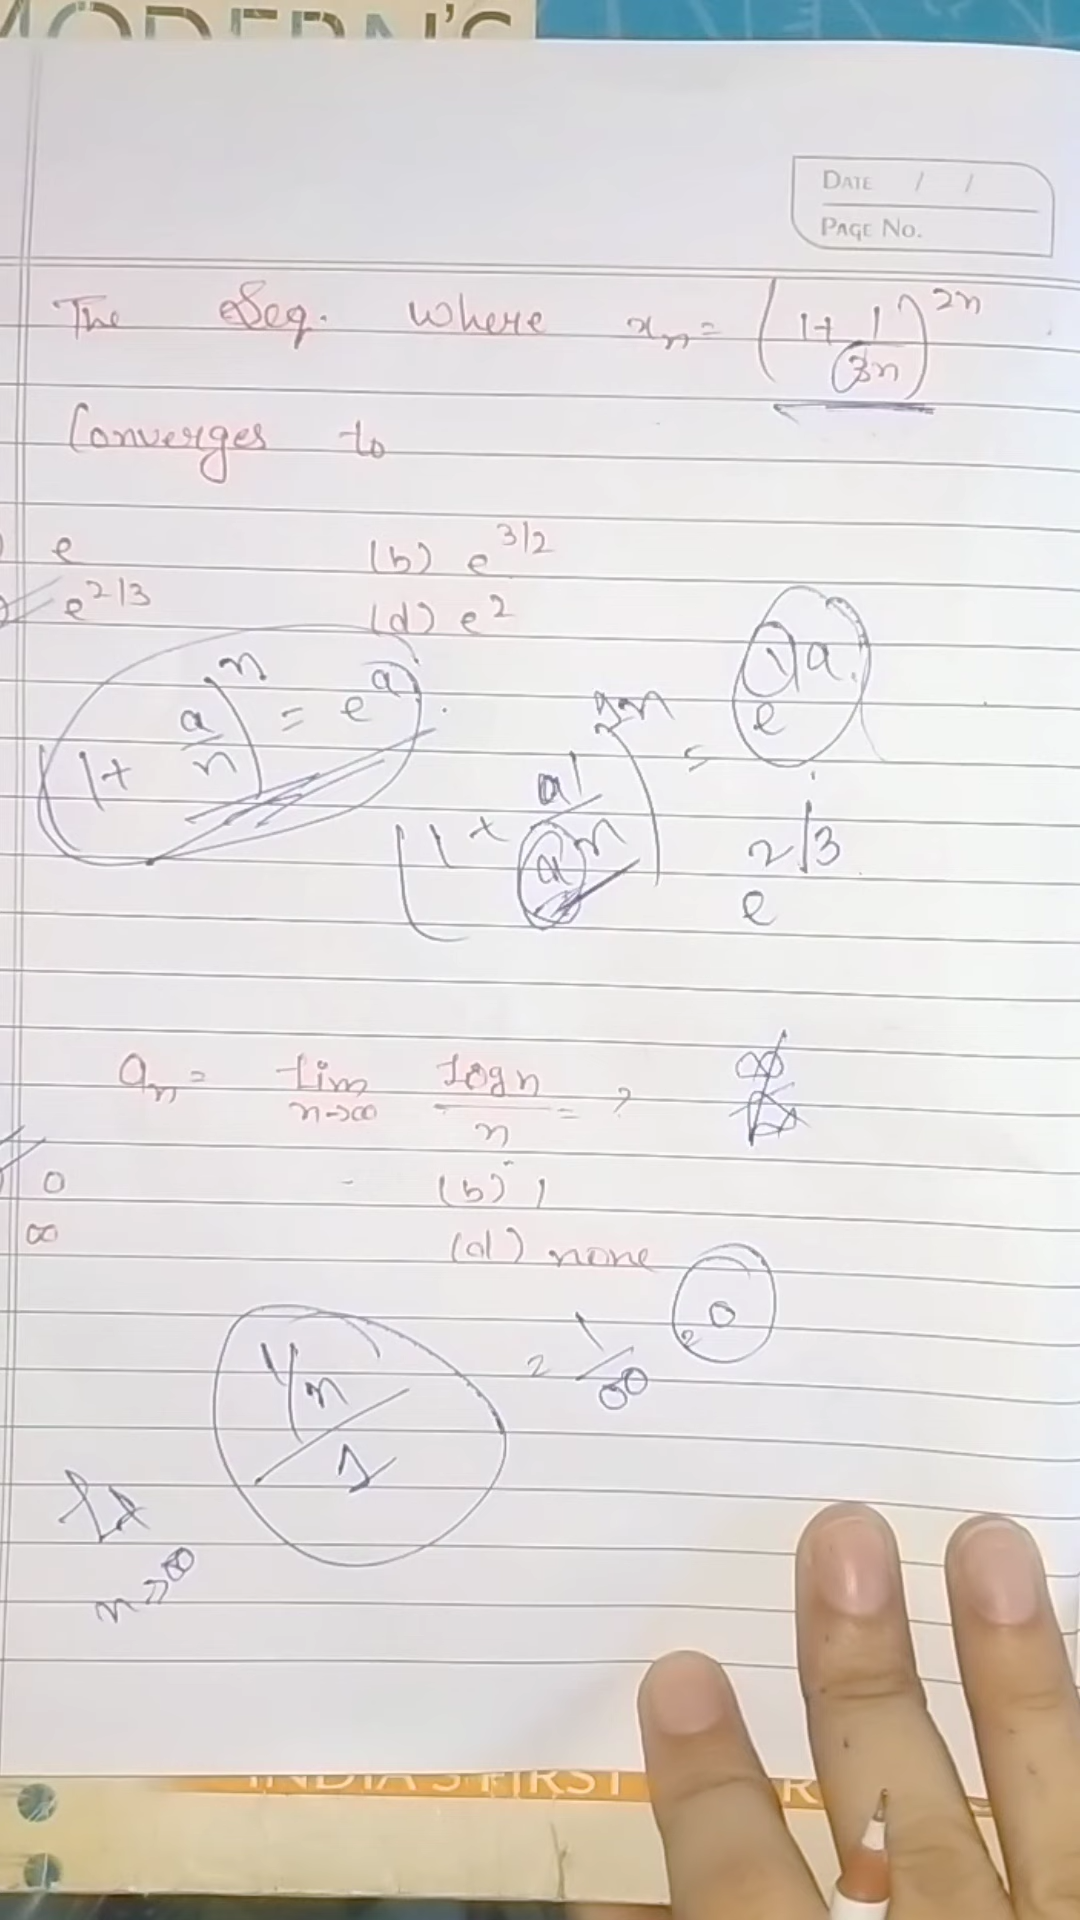 MODERN'S
DATE / /
PAGE No.
The Seq. where xn = (1+ 1/3n)^2n
Converges to
e (b) e^3/2
e^2/3 (d) e^2
(1+ a/n)^n = e^a
e^2/3
an = Lim n→∞ Log n / n = ?
0 (b) 1
∞ (d) none
1/n / 1 = 1/∞ = 0
Lt n→∞
INDIA'S FIRST